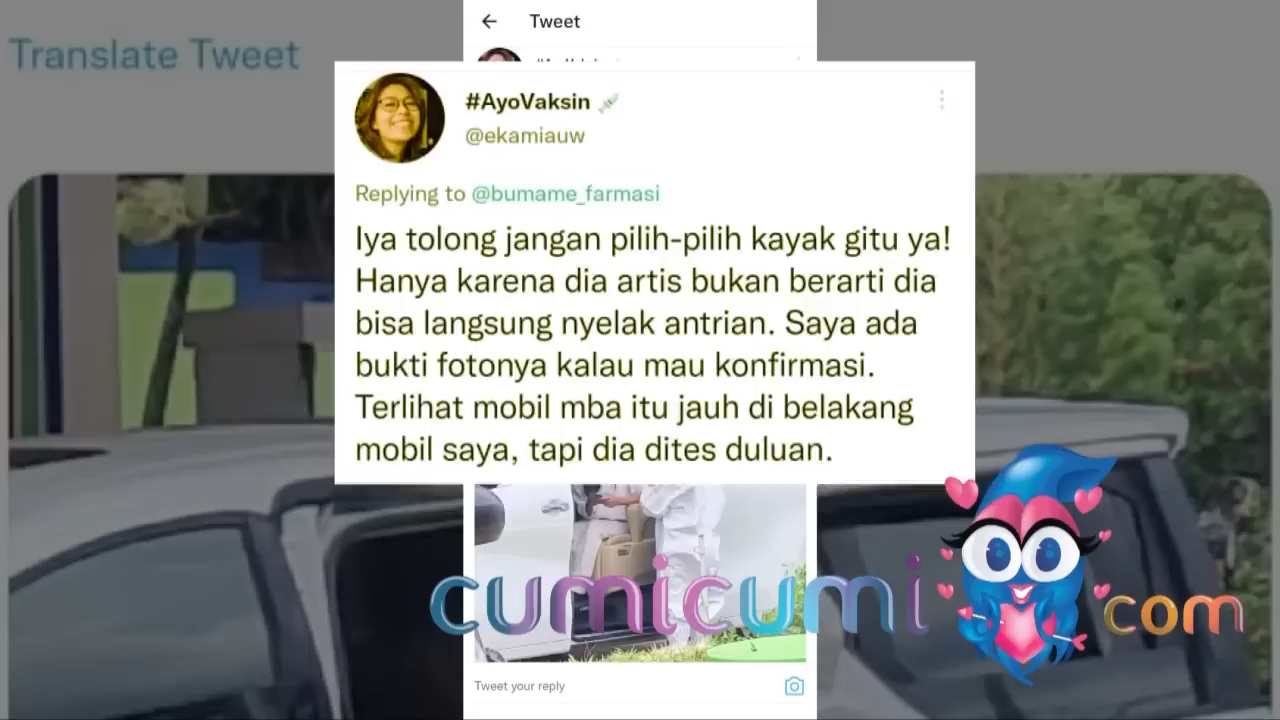 Tweet
Translate Tweet
#AyoVaksin
@ekamiauw
Replying to @bumame_farmasi
Iya tolong jangan pilih-pilih kayak gitu ya!
Hanya karena dia artis bukan berarti dia
bisa langsung nyelak antrian. Saya ada
bukti fotonya kalau mau konfirmasi.
Terlihat mobil mba itu jauh di belakang
mobil saya, tapi dia dites duluan.
cumicumi.com
Tweet your reply